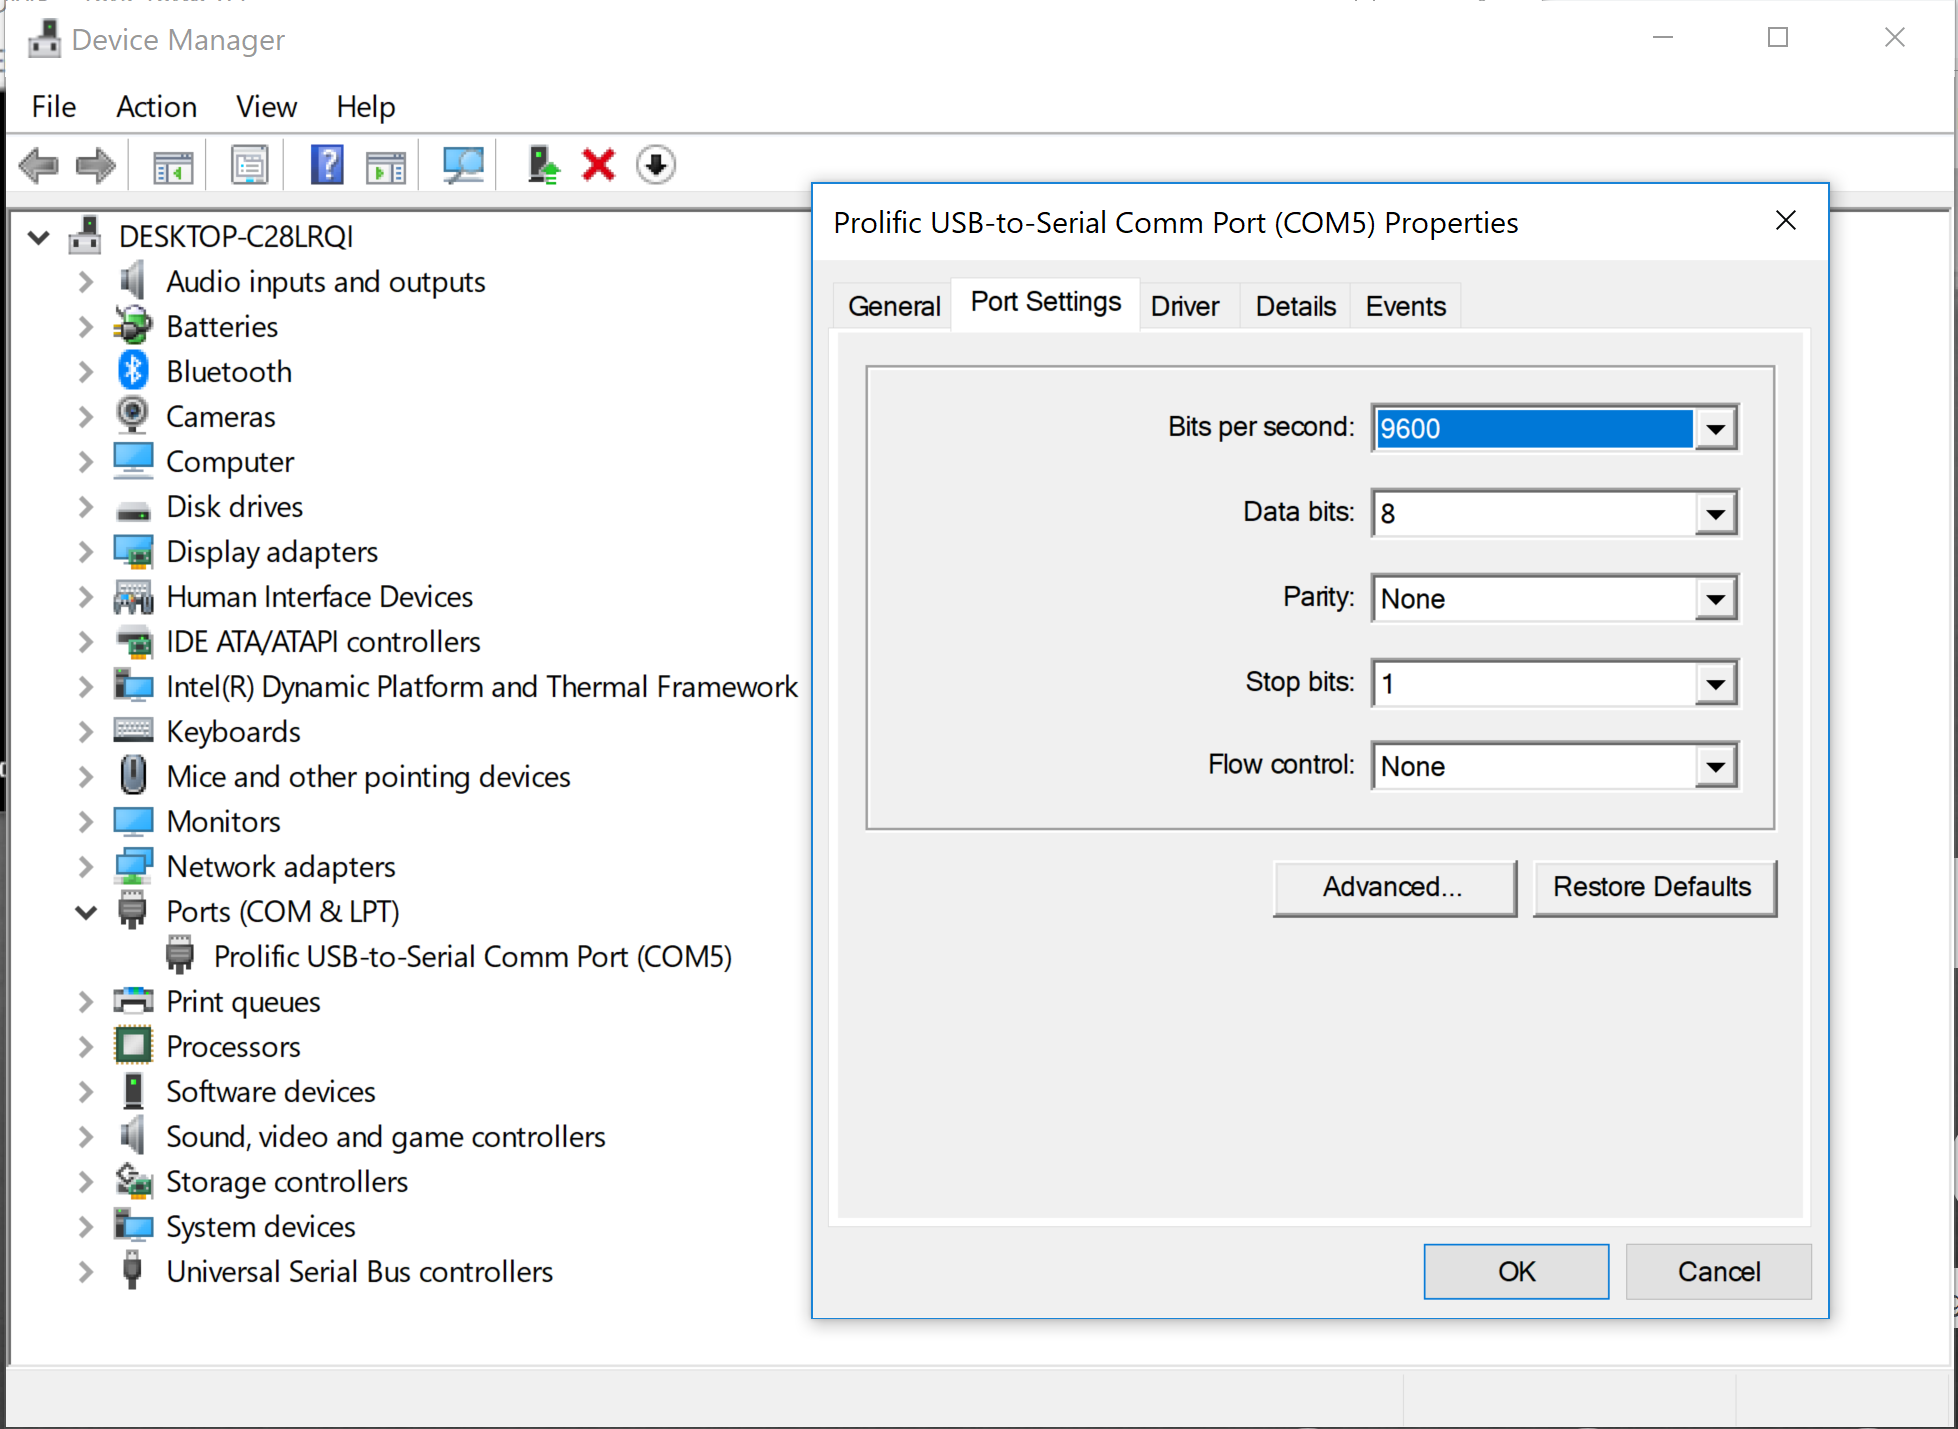 Device Manager
File Action View Help
DESKTOP-C28LRQI
Audio inputs and outputs
Batteries
Bluetooth
Cameras
Computer
Disk drives
Display adapters
Human Interface Devices
IDE ATA/ATAPI controllers
Intel(R) Dynamic Platform and Thermal Framework
Keyboards
Mice and other pointing devices
Monitors
Network adapters
Ports (COM & LPT)
Prolific USB-to-Serial Comm Port (COM5)
Print queues
Processors
Software devices
Sound, video and game controllers
Storage controllers
System devices
Universal Serial Bus controllers
Prolific USB-to-Serial Comm Port (COM5) Properties
General Port Settings Driver Details Events
Bits per second: 9600
Data bits: 8
Parity: None
Stop bits: 1
Flow control: None
Advanced... Restore Defaults
OK Cancel